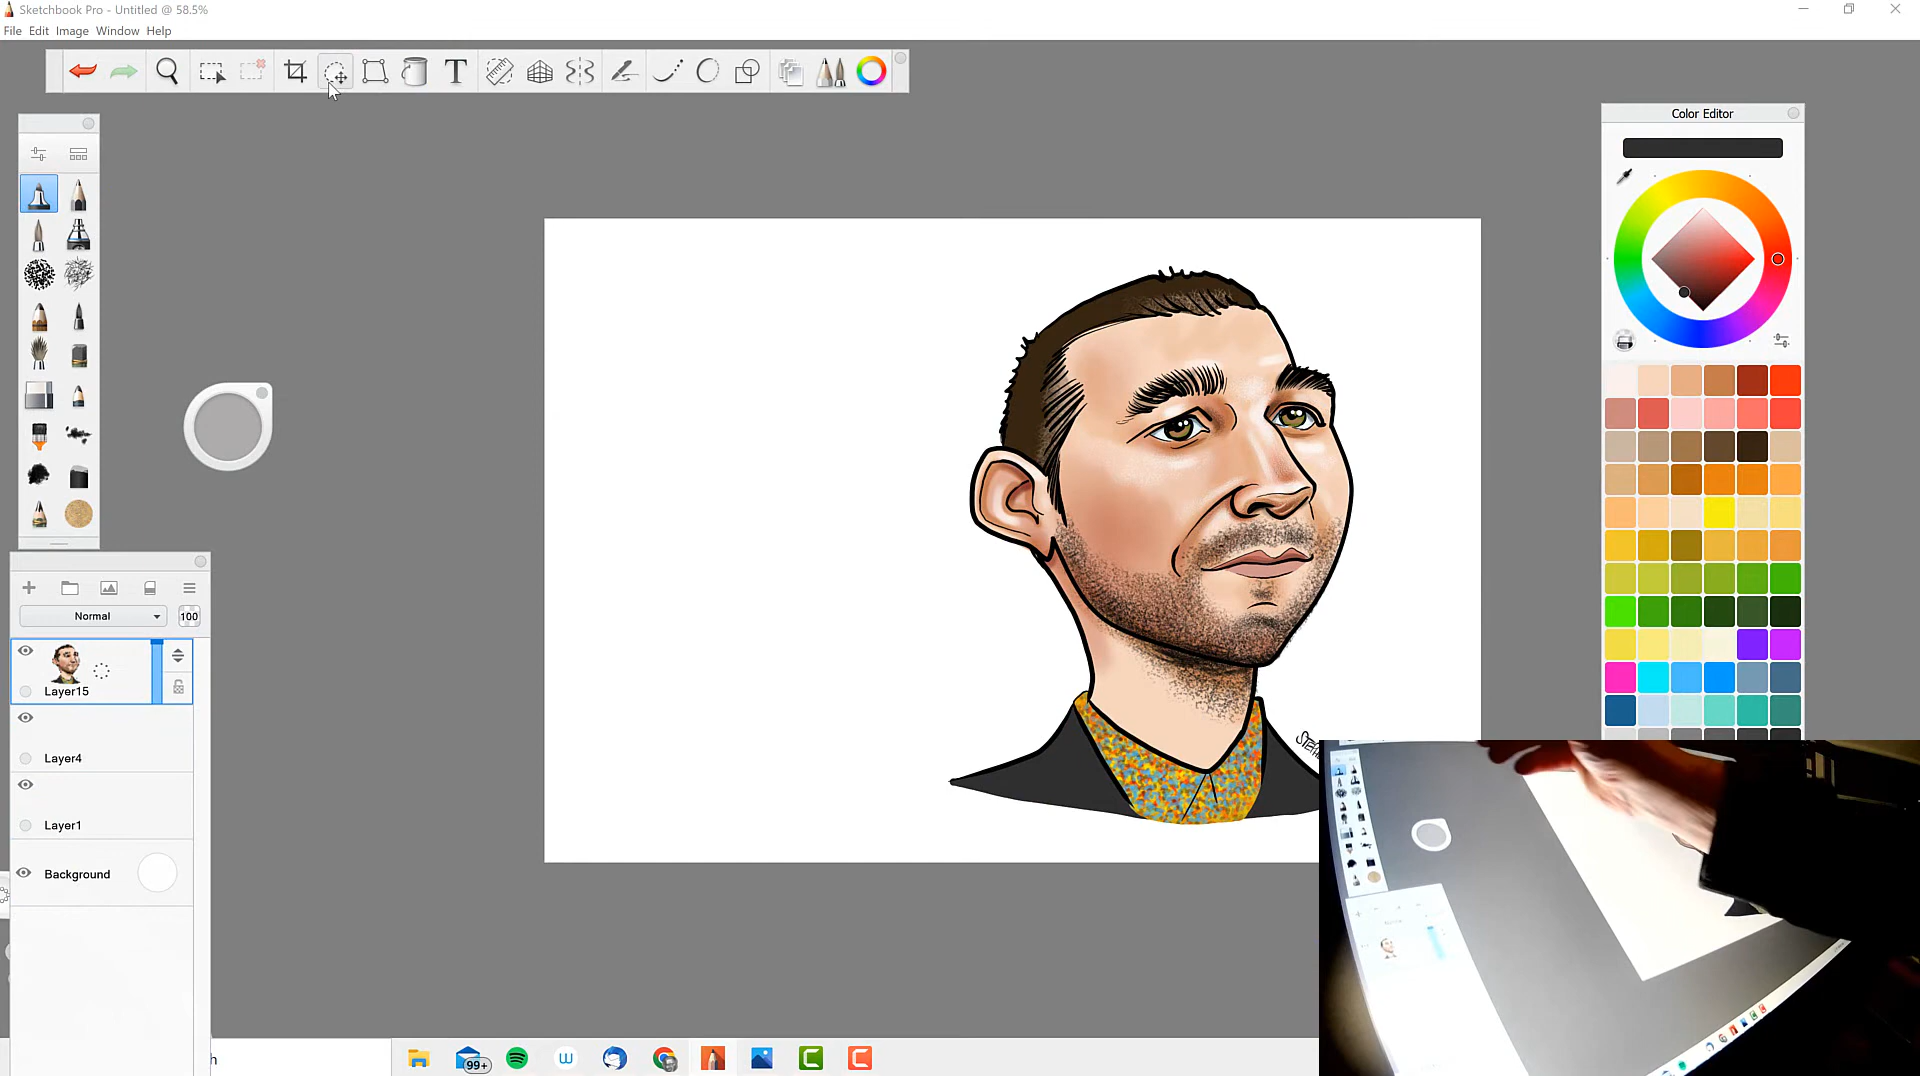 Sketchbook Pro - Untitled @ 58.5%
File Edit Image Window Help
Color Editor
Normal
100
Layer15
Layer4
Layer1
Background
99+